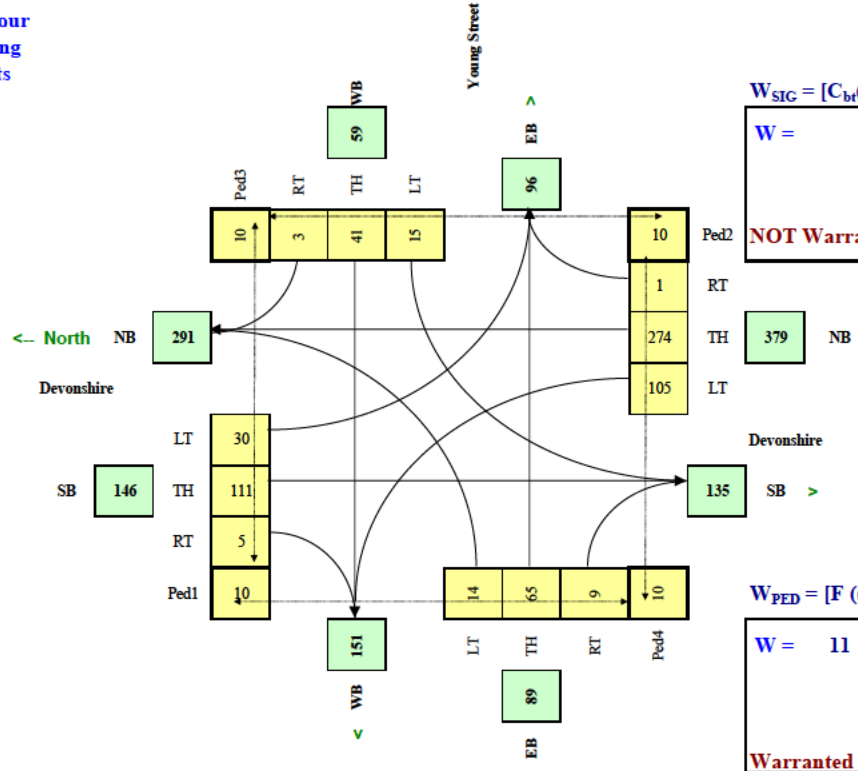 our
ng
ts
Young Street
WB
59
>
EB
96
W_SIG = [C_bt(
W =
NOT Warra
Ped3
RT
TH
LT
10
3
41
15
10
Ped2
1
RT
<-- North
NB
291
274
TH
379
NB
Devonshire
105
LT
LT
30
Devonshire
SB
146
TH
111
135
SB
>
RT
5
Ped1
10
14
65
9
10
W_PED = [F (
W = 11
151
LT
TH
RT
Ped4
WB
89
>
EB
Warranted